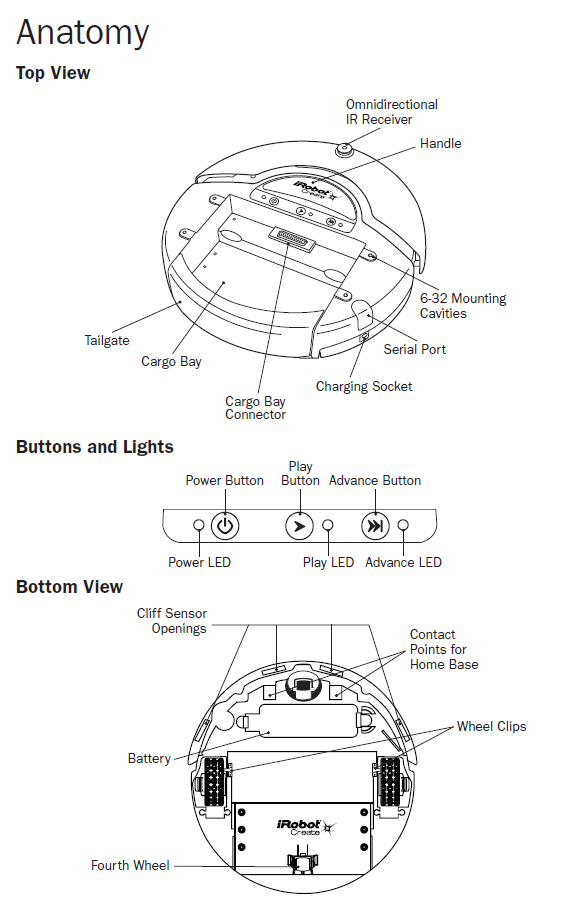 Anatomy
Top View
Omnidirectional
IR Receiver
Handle
iRobot
Create
6-32 Mounting
Cavities
Tailgate
Serial Port
Cargo Bay
Charging Socket
Cargo Bay
Connector
Buttons and Lights
Play
Power Button Button Advance Button
Power LED Play LED Advance LED
Bottom View
Cliff Sensor
Openings
Contact
Points for
Home Base
Wheel Clips
Battery
iRobot
Create
Fourth Wheel